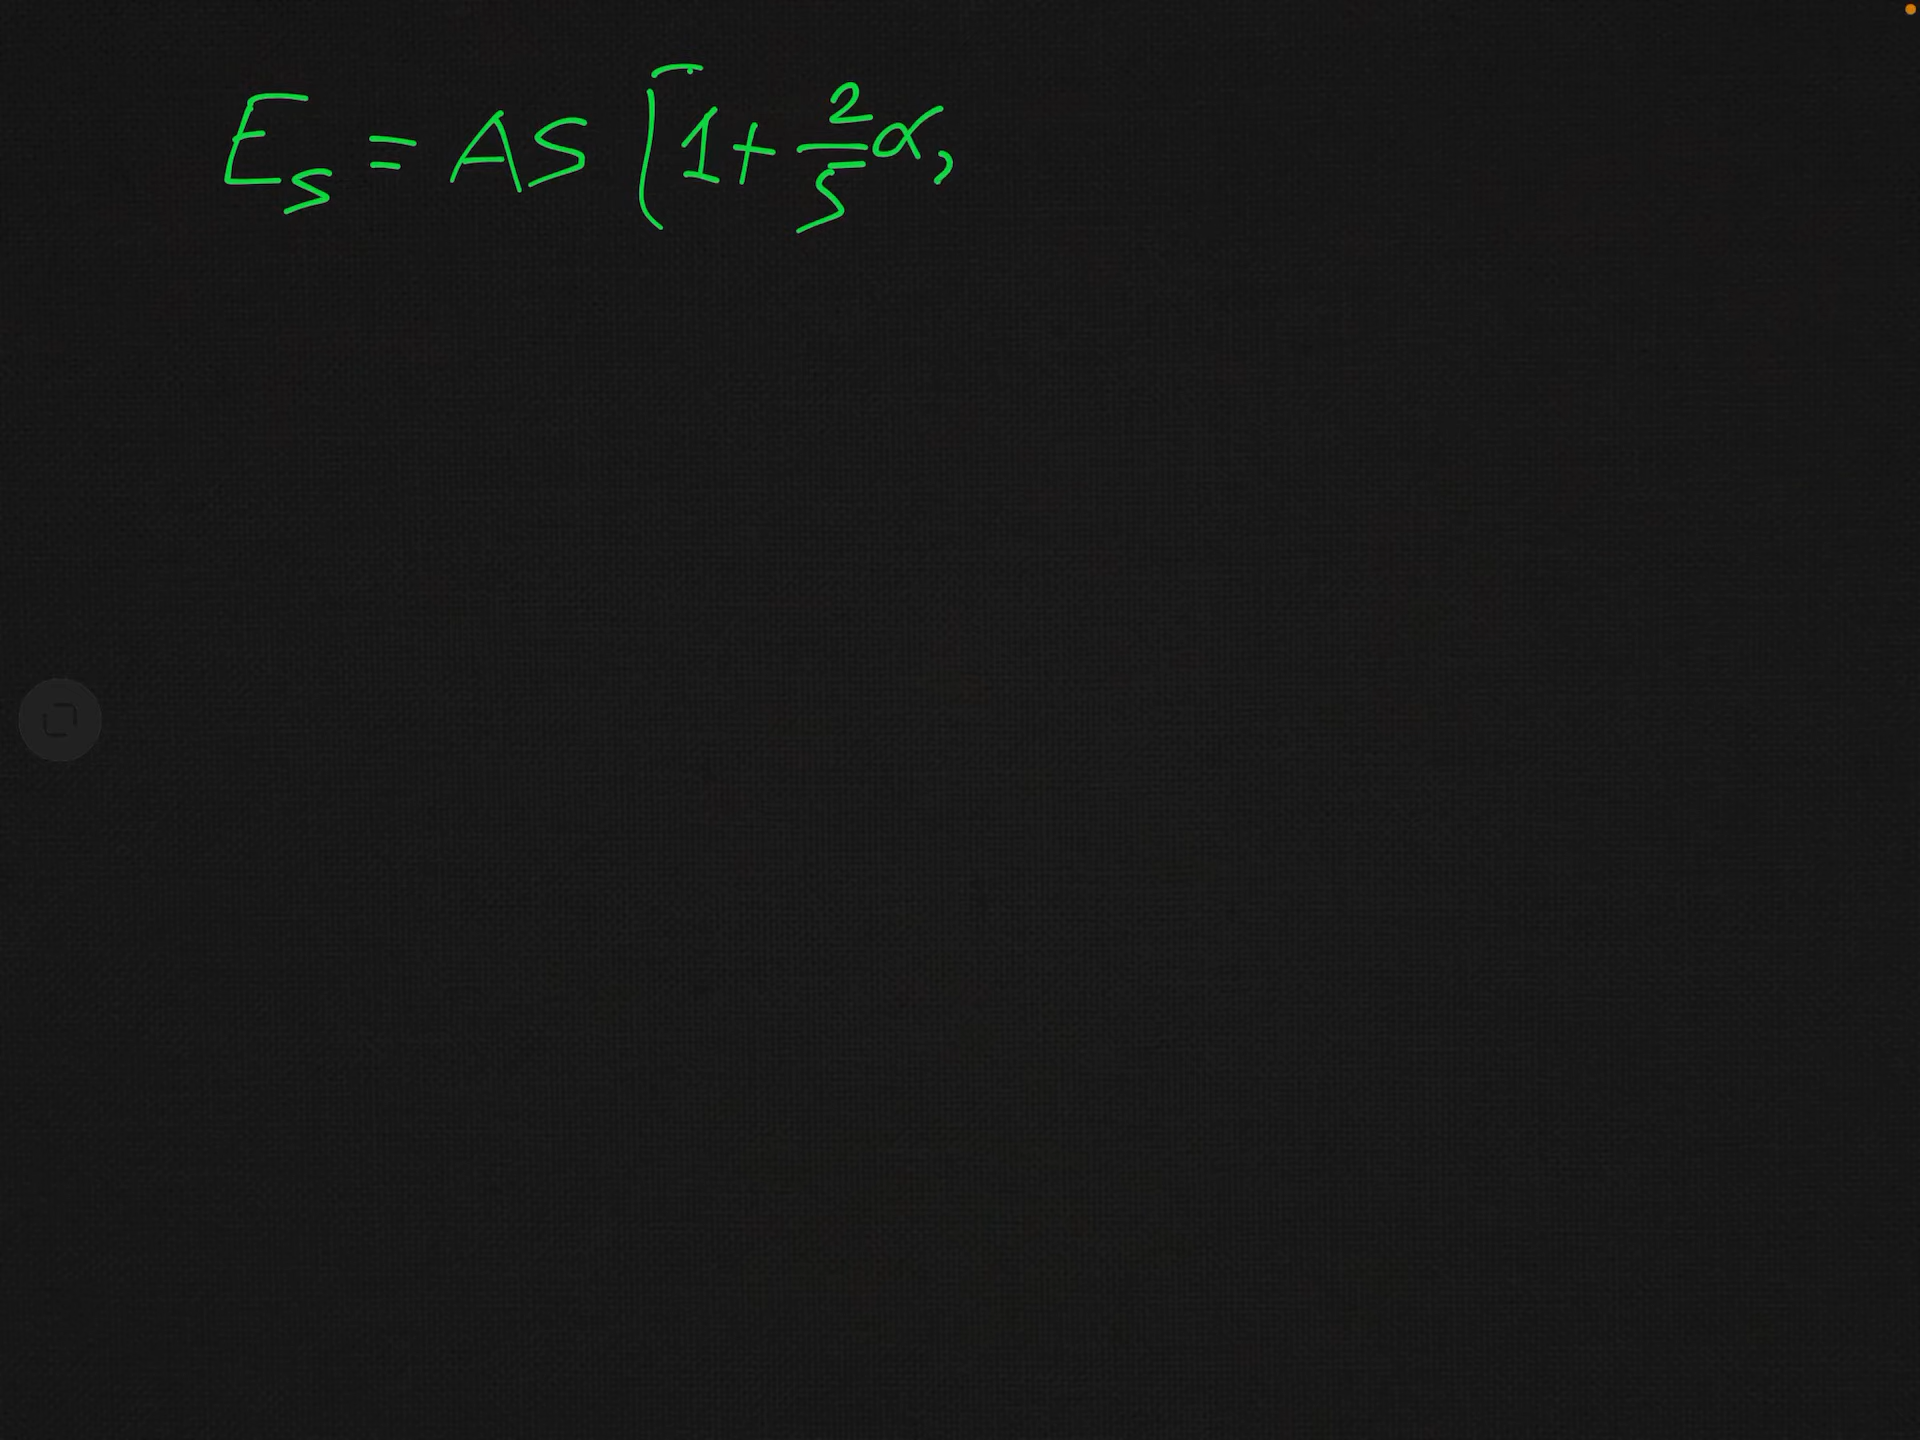 E_s = AS [1 + 2/5 α,